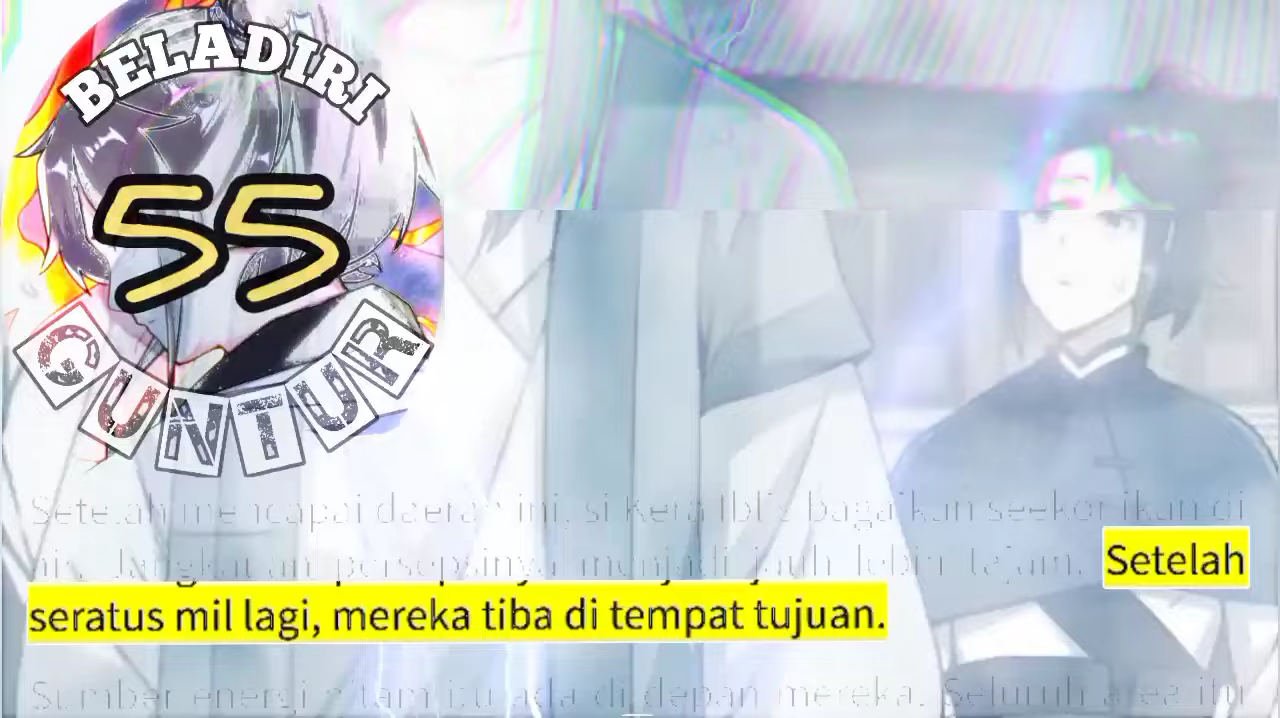 BELADIRI
55
GUNTUR
Setelah mencapai daerah ini, si Kera Iblis bagaikan seekor ikan di
air. Jangkauan persepsinya menjadi jauh lebih tajam. Setelah
seratus mil lagi, mereka tiba di tempat tujuan.
Sumber energi hitam itu ada di depan mereka. Seluruh area itu